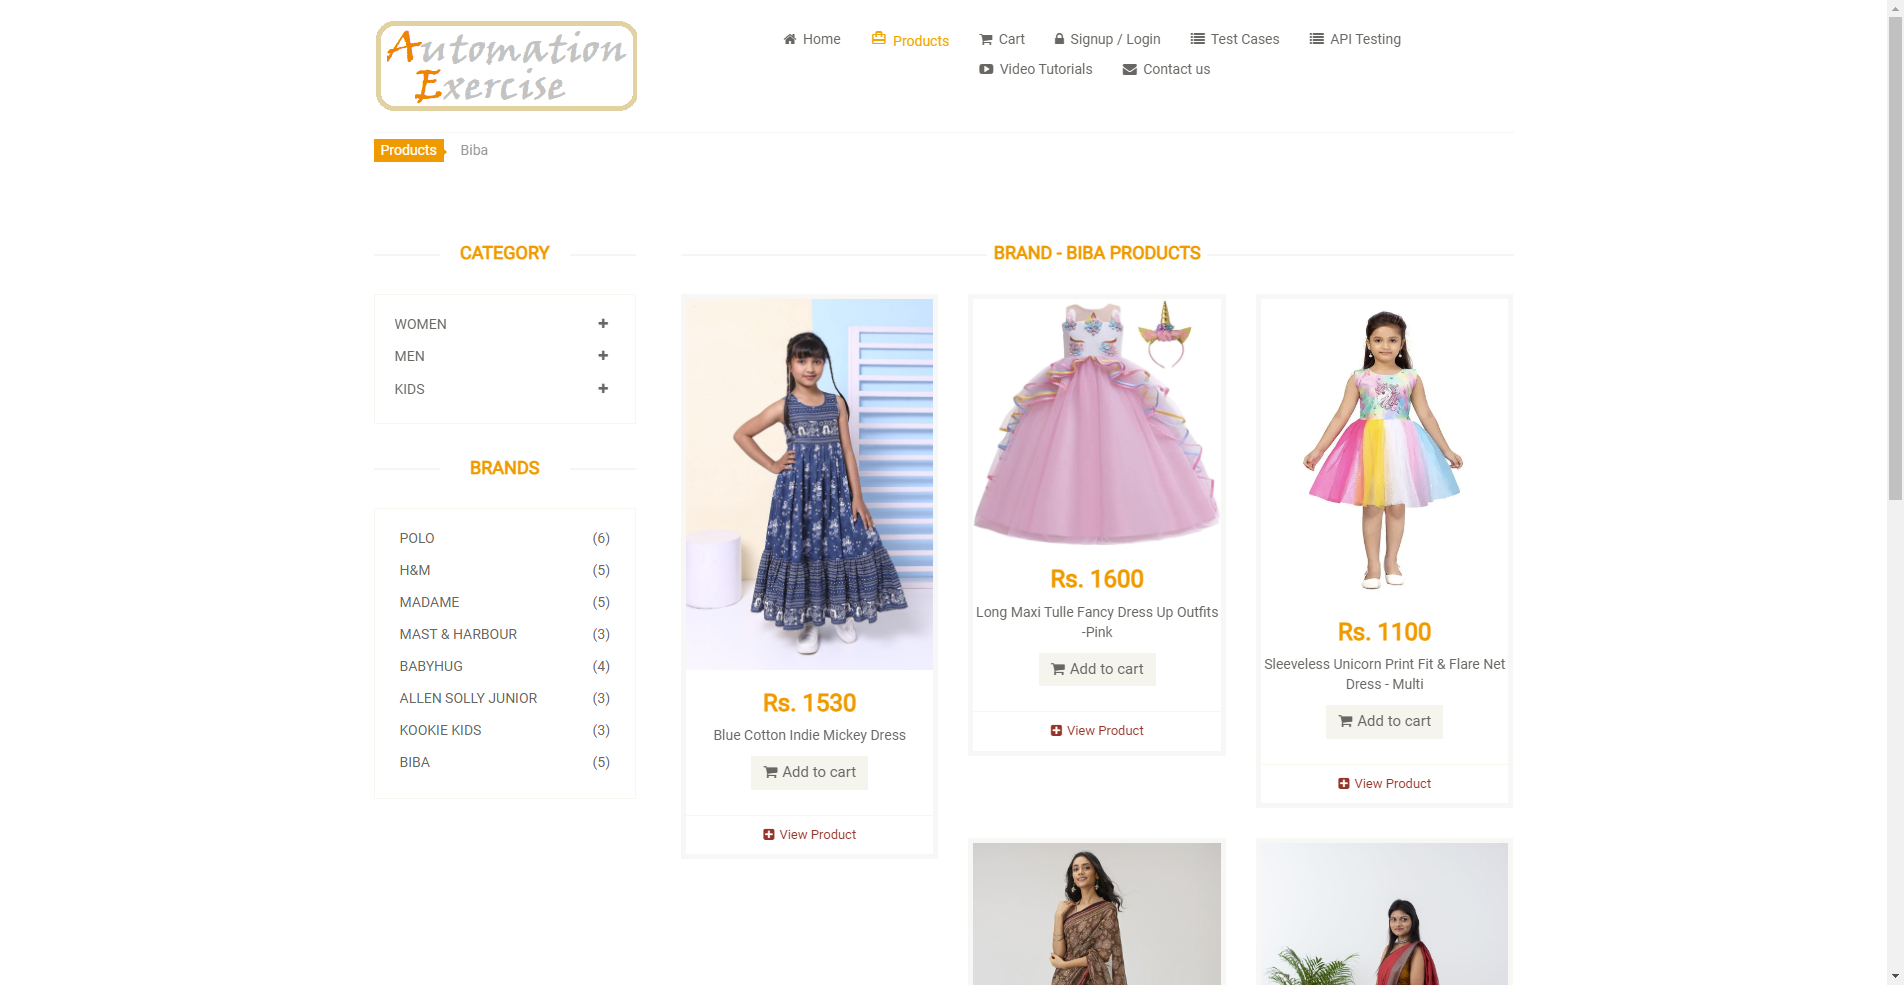 Automation
Exercise
Home
Products
Cart
Signup / Login
Test Cases
API Testing
Video Tutorials
Contact us
Products
Biba
CATEGORY
WOMEN
MEN
KIDS
BRANDS
POLO (6)
H&M (5)
MADAME (5)
MAST & HARBOUR (3)
BABYHUG (4)
ALLEN SOLLY JUNIOR (3)
KOOKIE KIDS (3)
BIBA (5)
BRAND - BIBA PRODUCTS
Rs. 1530
Blue Cotton Indie Mickey Dress
Add to cart
View Product
Rs. 1600
Long Maxi Tulle Fancy Dress Up Outfits
-Pink
Add to cart
View Product
Rs. 1100
Sleeveless Unicorn Print Fit & Flare Net
Dress - Multi
Add to cart
View Product